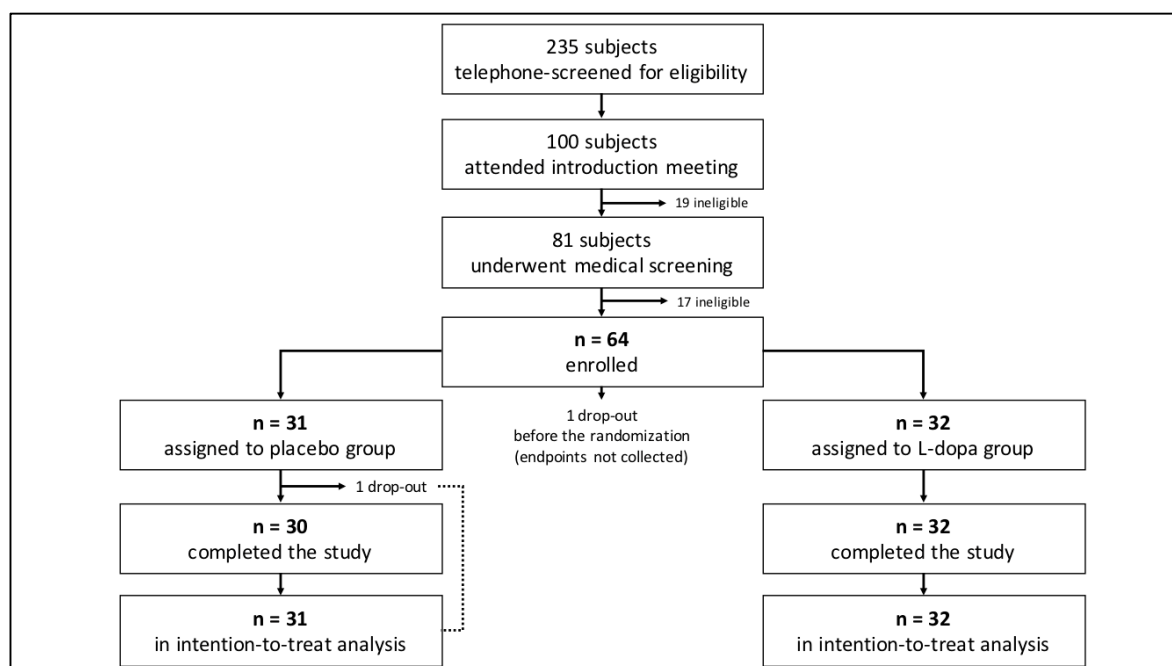 235 subjects
telephone-screened for eligibility
100 subjects
attended introduction meeting
19 ineligible
81 subjects
underwent medical screening
17 ineligible
n = 64
enrolled
n = 31
assigned to placebo group
1 drop-out
before the randomization
(endpoints not collected)
n = 32
assigned to L-dopa group
1 drop-out
n = 30
completed the study
n = 32
completed the study
n = 31
in intention-to-treat analysis
n = 32
in intention-to-treat analysis